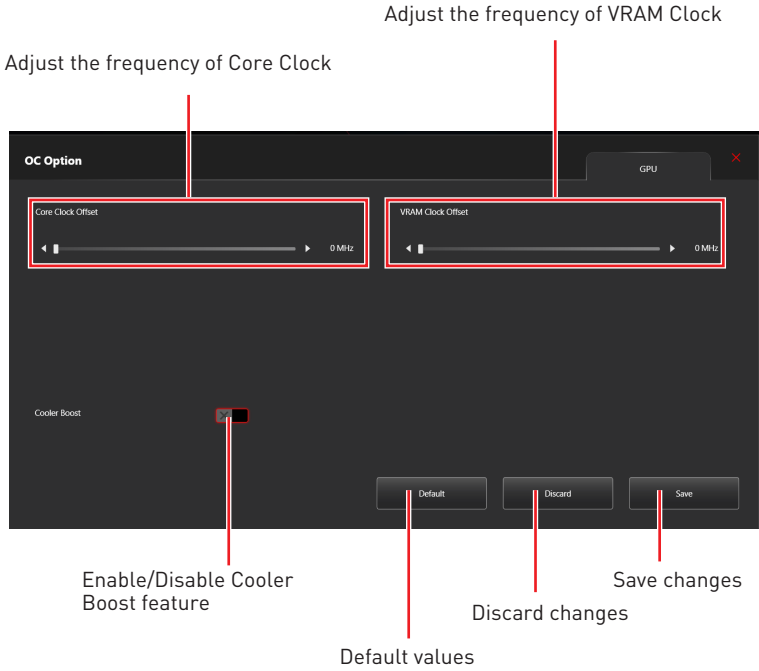 Adjust the frequency of VRAM Clock
Adjust the frequency of Core Clock
OC Option
GPU
Core Clock Offset
0 MHz
VRAM Clock Offset
0 MHz
Cooler Boost
Default
Discard
Save
Enable/Disable Cooler
Boost feature
Save changes
Discard changes
Default values